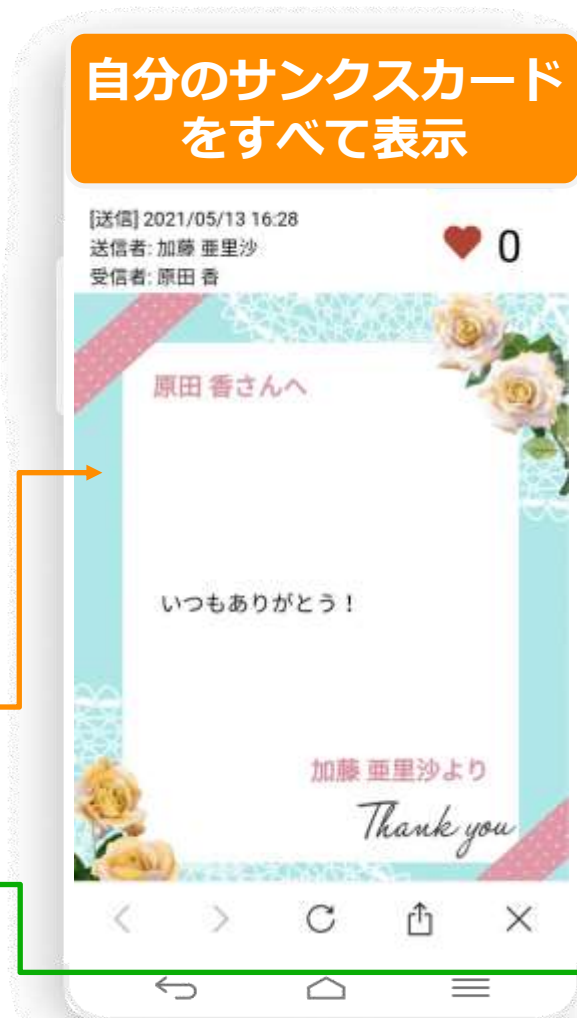 自分のサンクスカード
をすべて表示
[送信] 2021/05/13 16:28
送信者: 加藤 亜里沙
受信者: 原田 香
0
原田 香さんへ
いつもありがとう！
加藤 亜里沙より
Thank you